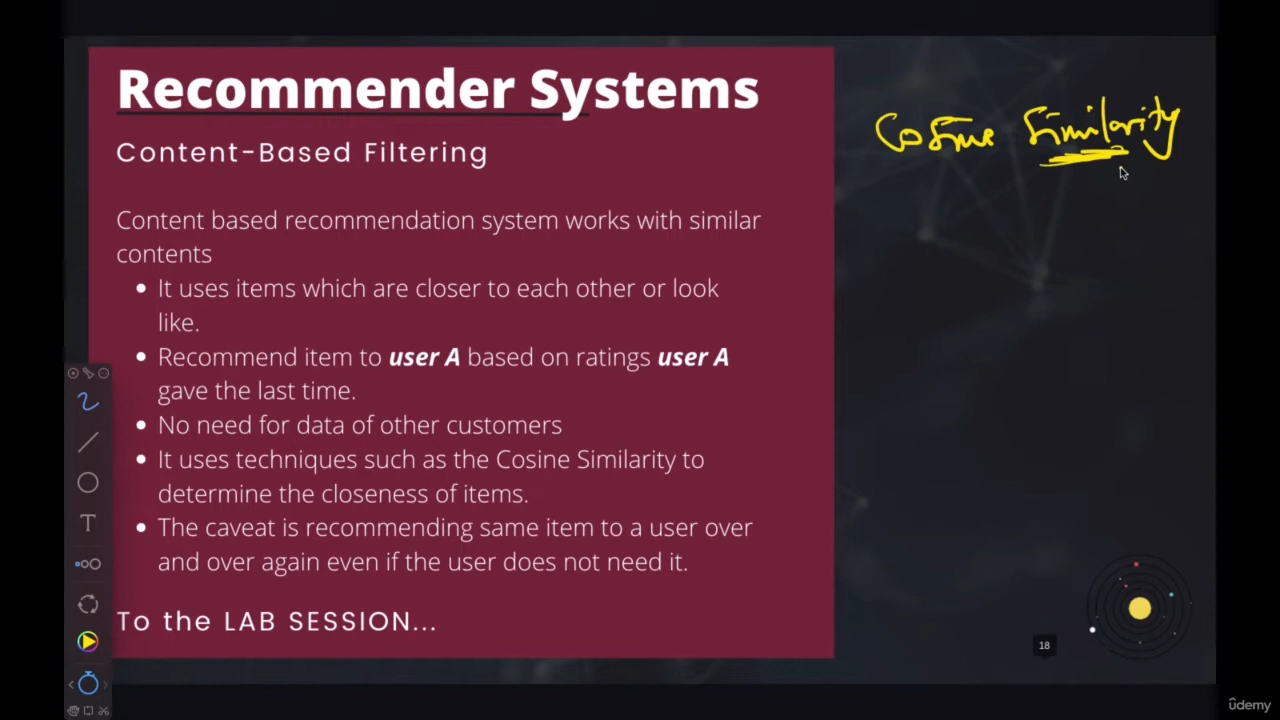 Recommender Systems
Cosine Similarity
Content-Based Filtering
Content based recommendation system works with similar
contents
• It uses items which are closer to each other or look
like.
• Recommend item to user A based on ratings user A
gave the last time.
• No need for data of other customers
• It uses techniques such as the Cosine Similarity to
determine the closeness of items.
• The caveat is recommending same item to a user over
and over again even if the user does not need it.
To the LAB SESSION...
T
18
ûdemy